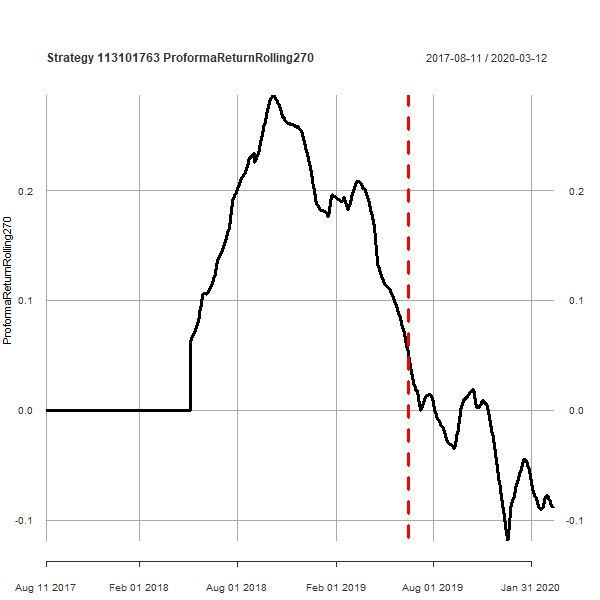 Strategy 113101763 ProformaReturnRolling270
2017-08-11 / 2020-03-12
ProformaReturnRolling270
0.2
0.2
0.1
0.1
0.0
0.0
-0.1
-0.1
Aug 11 2017
Feb 01 2018
Aug 01 2018
Feb 01 2019
Aug 01 2019
Jan 31 2020